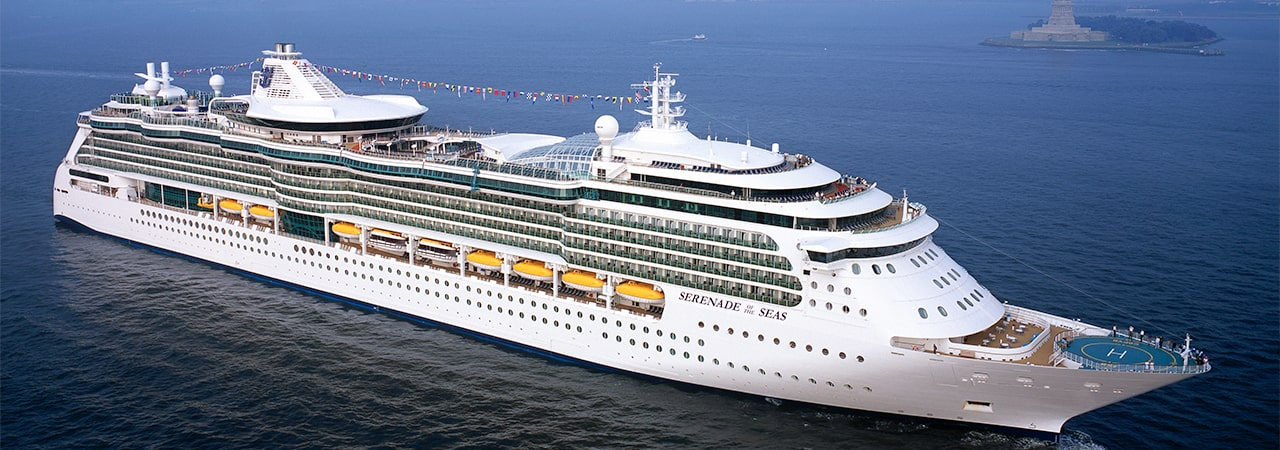 SERENADE OF THE SEAS
H